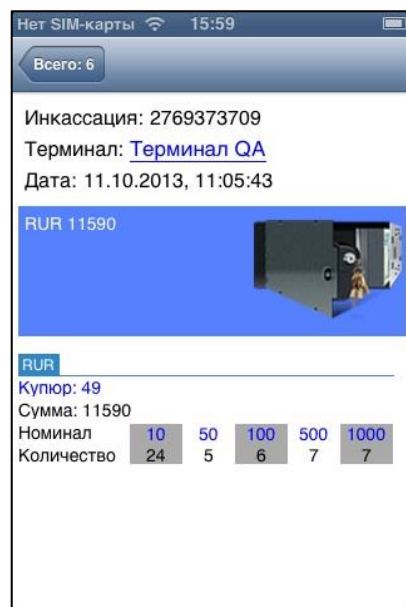 Нет SIM-карты 15:59
Всего: 6
Инкассация: 2769373709
Терминал: Терминал QA
Дата: 11.10.2013, 11:05:43
RUR 11590
RUR
Купюр: 49
Сумма: 11590
Номинал 10 50 100 500 1000
Количество 24 5 6 7 7